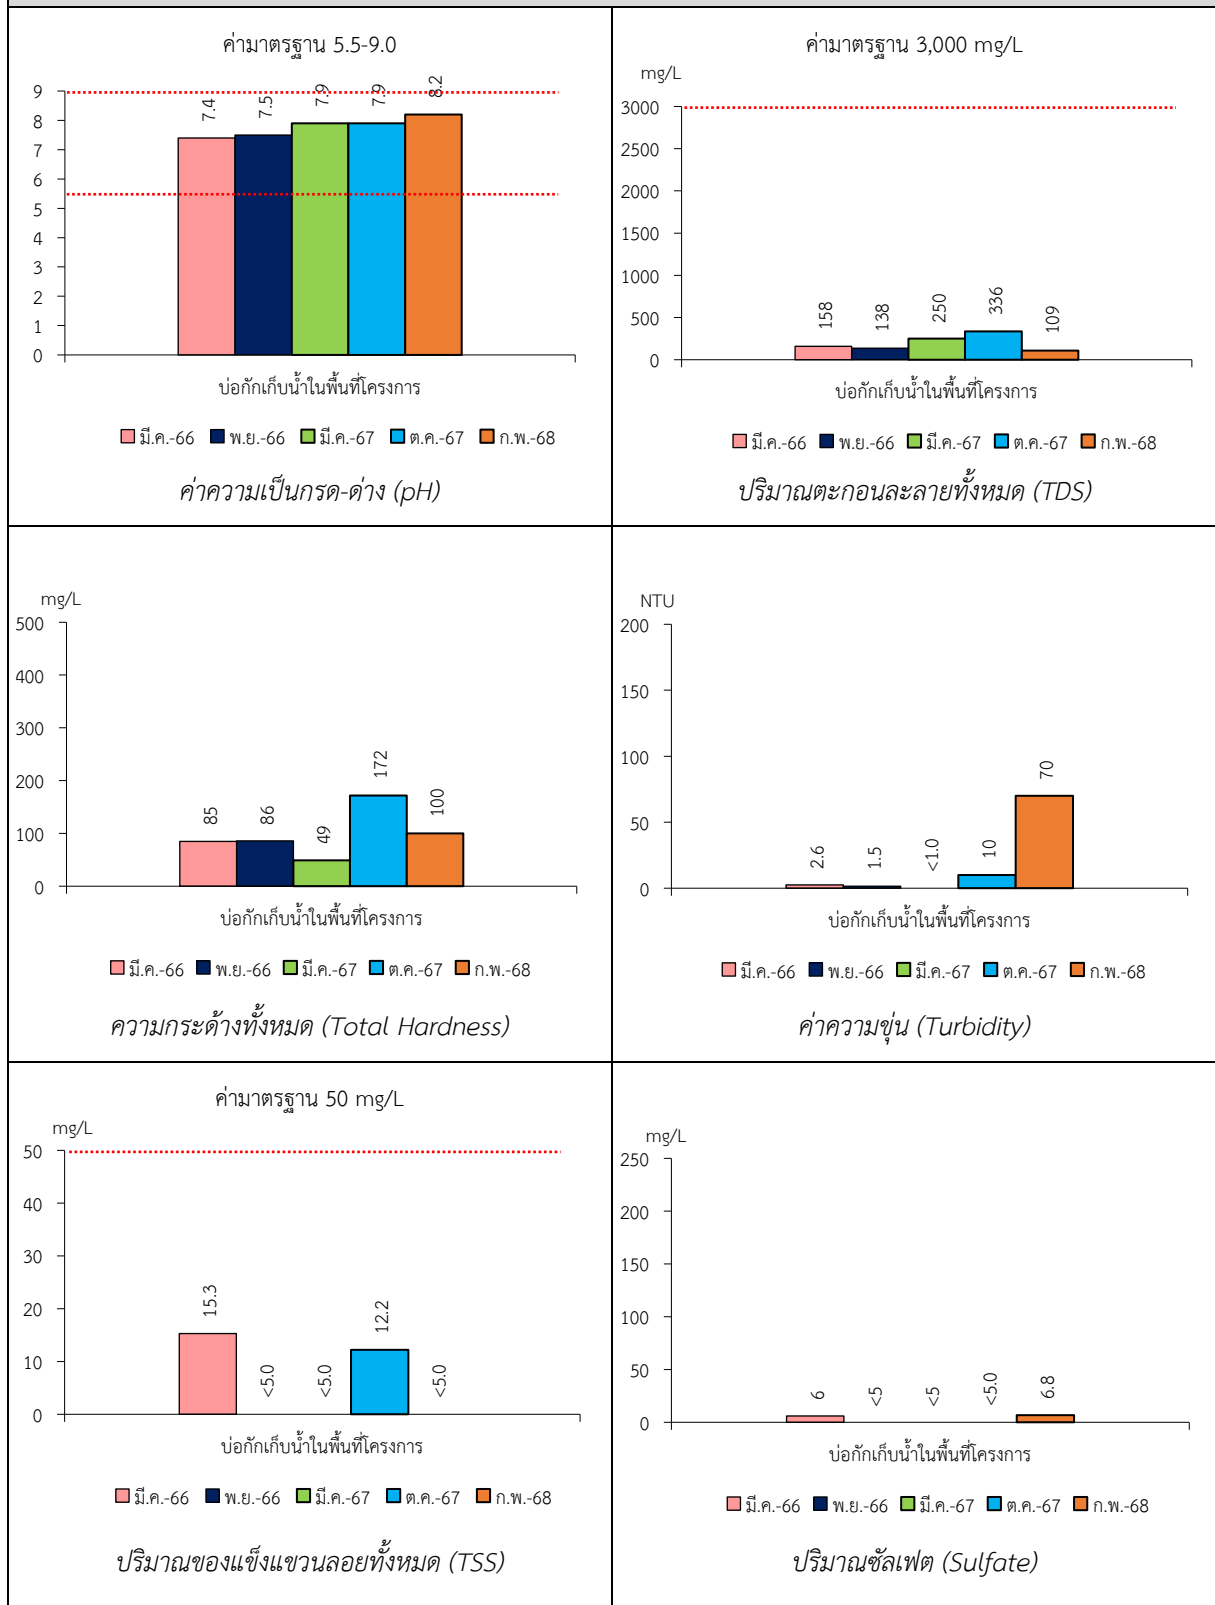 ค่ามาตรฐาน 5.5-9.0
9
8
7
6
5
4
3
2
1
0
7.4
7.5
7.9
7.9
8.2
บ่อกักเก็บน้ำในพื้นที่โครงการ
มี.ค.-66 พ.ย.-66 มี.ค.-67 ต.ค.-67 ก.พ.-68
ค่าความเป็นกรด-ด่าง (pH)
ค่ามาตรฐาน 3,000 mg/L
mg/L
3000
2500
2000
1500
1000
500
0
158
138
250
336
109
บ่อกักเก็บน้ำในพื้นที่โครงการ
มี.ค.-66 พ.ย.-66 มี.ค.-67 ต.ค.-67 ก.พ.-68
ปริมาณตะกอนละลายทั้งหมด (TDS)
mg/L
500
400
300
200
100
0
85
86
49
172
100
บ่อกักเก็บน้ำในพื้นที่โครงการ
มี.ค.-66 พ.ย.-66 มี.ค.-67 ต.ค.-67 ก.พ.-68
ความกระด้างทั้งหมด (Total Hardness)
NTU
200
150
100
50
0
2.6
1.5
<1.0
10
70
บ่อกักเก็บน้ำในพื้นที่โครงการ
มี.ค.-66 พ.ย.-66 มี.ค.-67 ต.ค.-67 ก.พ.-68
ค่าความขุ่น (Turbidity)
ค่ามาตรฐาน 50 mg/L
mg/L
50
40
30
20
10
0
15.3
<5.0
<5.0
12.2
<5.0
บ่อกักเก็บน้ำในพื้นที่โครงการ
มี.ค.-66 พ.ย.-66 มี.ค.-67 ต.ค.-67 ก.พ.-68
ปริมาณของแข็งแขวนลอยทั้งหมด (TSS)
mg/L
250
200
150
100
50
0
6
<5
<5
<5.0
6.8
บ่อกักเก็บน้ำในพื้นที่โครงการ
มี.ค.-66 พ.ย.-66 มี.ค.-67 ต.ค.-67 ก.พ.-68
ปริมาณซัลเฟต (Sulfate)